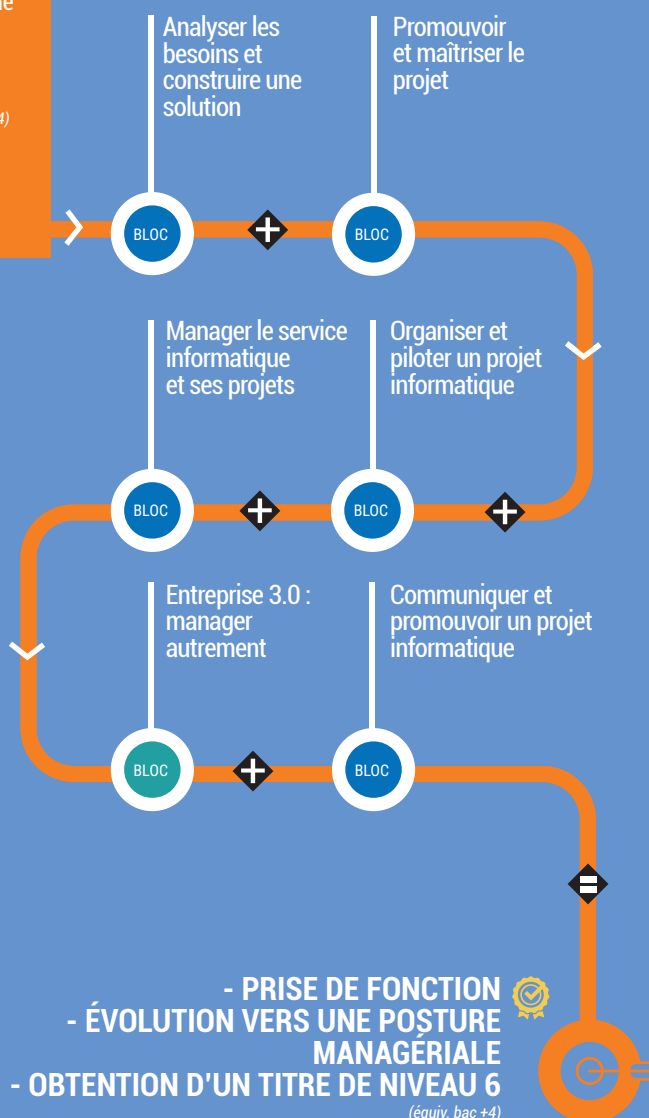 4)
Analyser les
besoins et
construire une
solution
Promouvoir
et maîtriser le
projet
BLOC
BLOC
Manager le service
informatique
et ses projets
Organiser et
piloter un projet
informatique
BLOC
BLOC
Entreprise 3.0 :
manager
autrement
Communiquer et
promouvoir un projet
informatique
BLOC
BLOC
- PRISE DE FONCTION
- ÉVOLUTION VERS UNE POSTURE
MANAGÉRIALE
- OBTENTION D'UN TITRE DE NIVEAU 6
(équiv. bac +4)